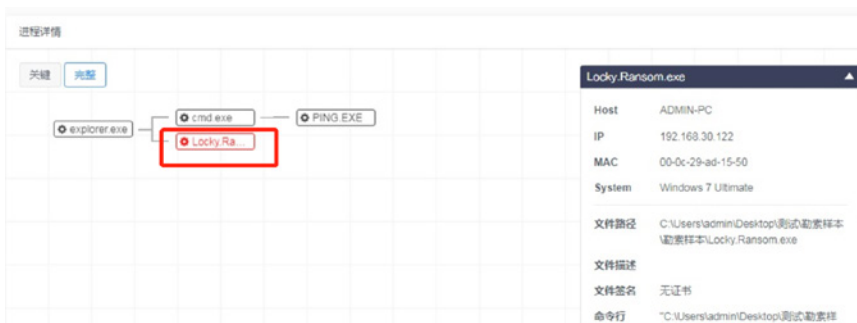 进程详情
关键 完整
explorer.exe
cmd.exe
PING.EXE
Locky.Ra...
Locky.Ransom.exe
Host ADMIN-PC
IP 192.168.30.122
MAC 00-0c-29-ad-15-50
System Windows 7 Ultimate
文件路径 C:\Users\admin\Desktop\测试\勒索样本
\勒索样本\Locky.Ransom.exe
文件描述
文件签名 无证书
命令行 "C:\Users\admin\Desktop\测试\勒索样